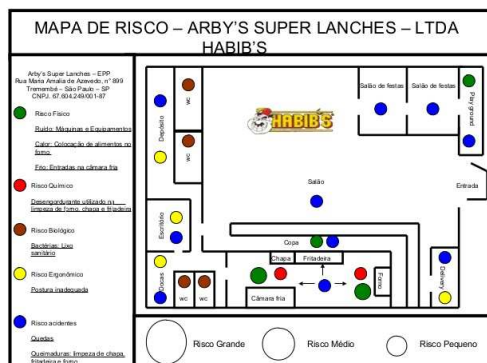 MAPA DE RISCO – ARBY'S SUPER LANCHES – LTDA
HABIB'S
Arby's Super Lanches – EPP
Rua Maria Amalia de Azevedo, n° 899
Tremembé – São Paulo – SP
CNPJ. 67.604.249/001-87
Risco Físico
Ruído: Máquinas e Equipamentos
Calor: Colocação de alimentos no
forno
Frio: Entradas na câmara fria
Risco Químico
Desengordurante utilizado na
limpeza de forno, chapa e fritadeira
Risco Biológico
Bactérias: Lixo
sanitário
Risco Ergonômico
Postura inadequada
Risco acidentes
Quedas
Queimaduras: limpeza de chapa,
fritadeira e forno
Depósito
wc
wc
HABIB'S
Salão de festas
Salão de festas
Playground
Salão
Entrada
Escritório
Copa
Chapa
Fritadeira
Docas
wc
wc
Câmara fria
Forno
Delivery
Risco Grande
Risco Médio
Risco Pequeno